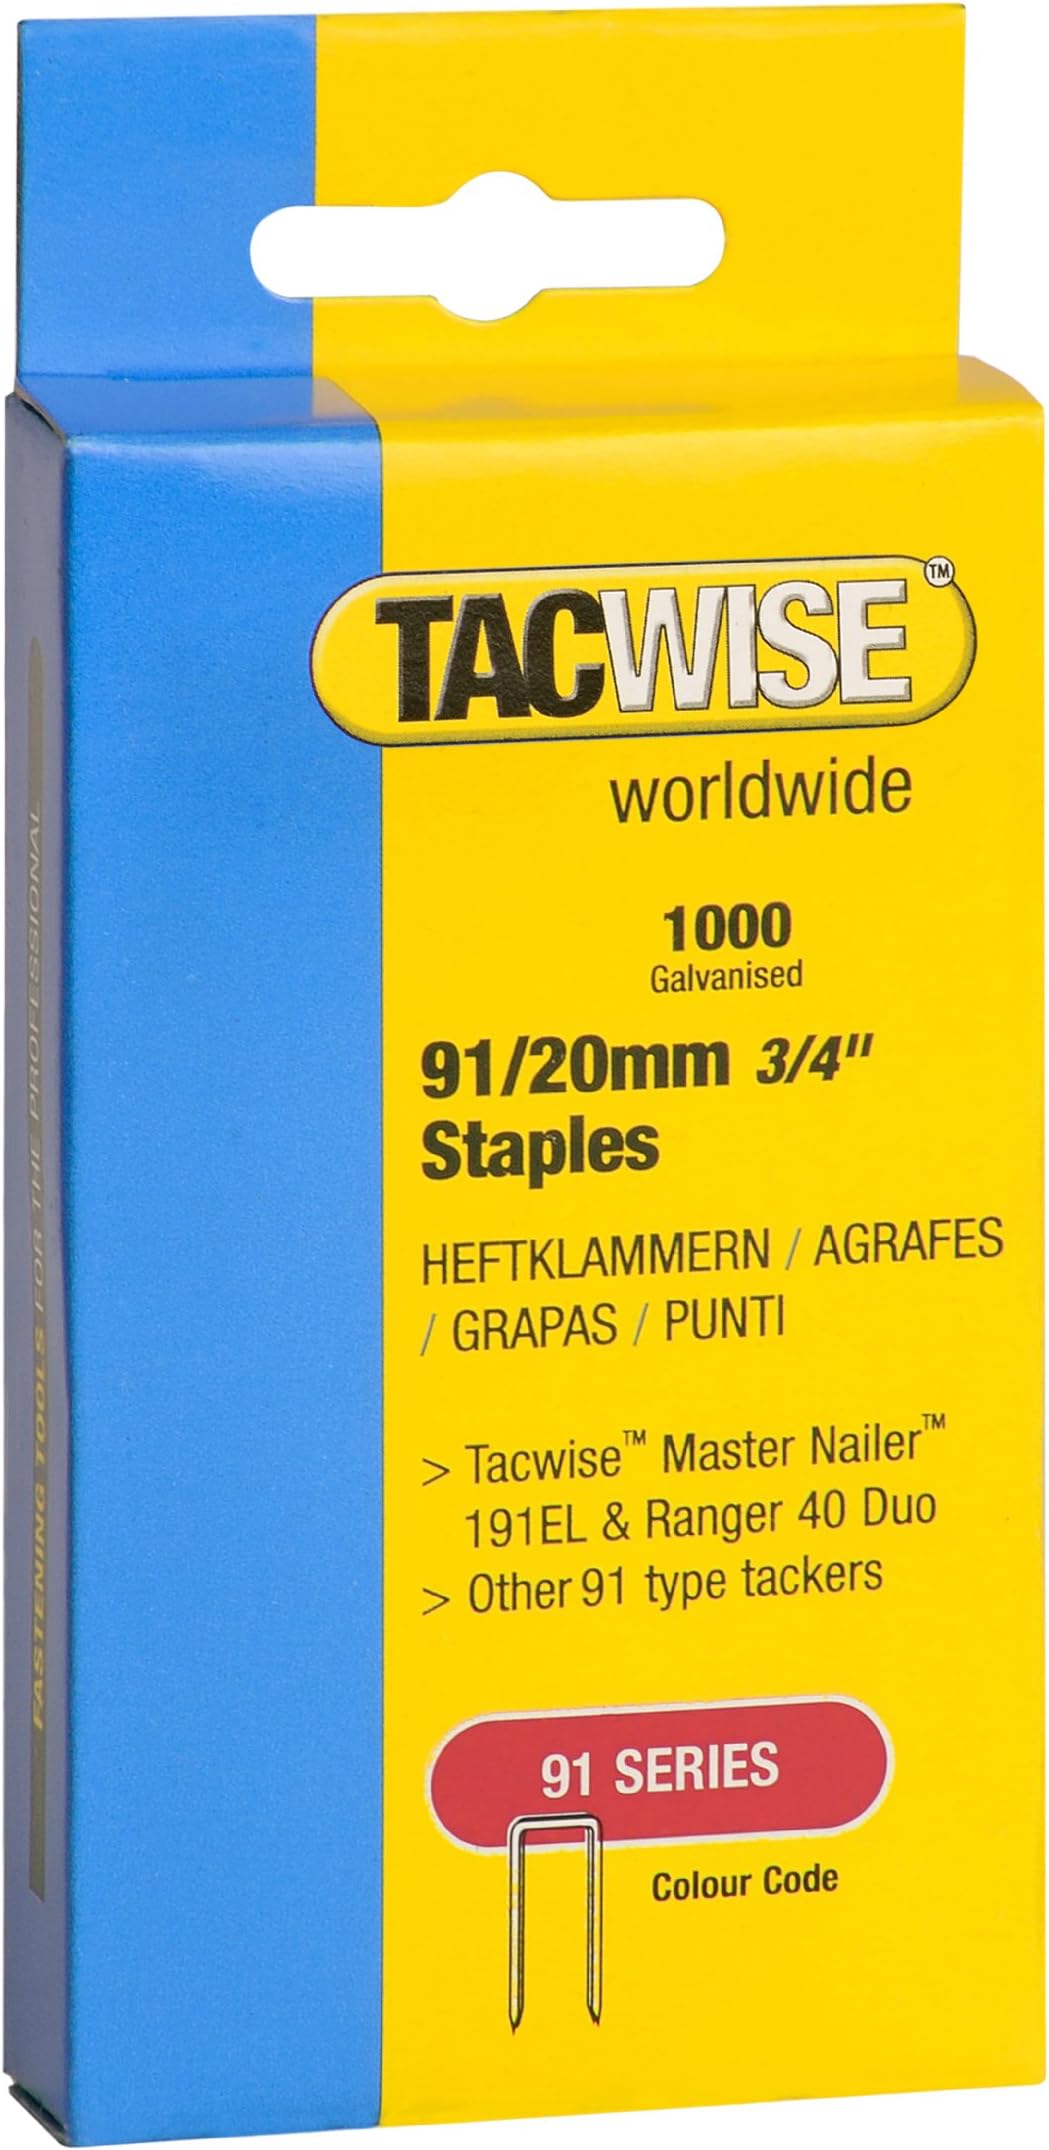 TACWISE™
worldwide
1000
Galvanised
91/20mm 3/4"
Staples
HEFTKLAMMERN / AGRAFES
/ GRAPAS / PUNTI
> Tacwise™ Master Nailer™
191EL & Ranger 40 Duo
> Other 91 type tackers
91 SERIES
Colour Code
FASTENING TOOLS FOR THE PROFESSIONAL